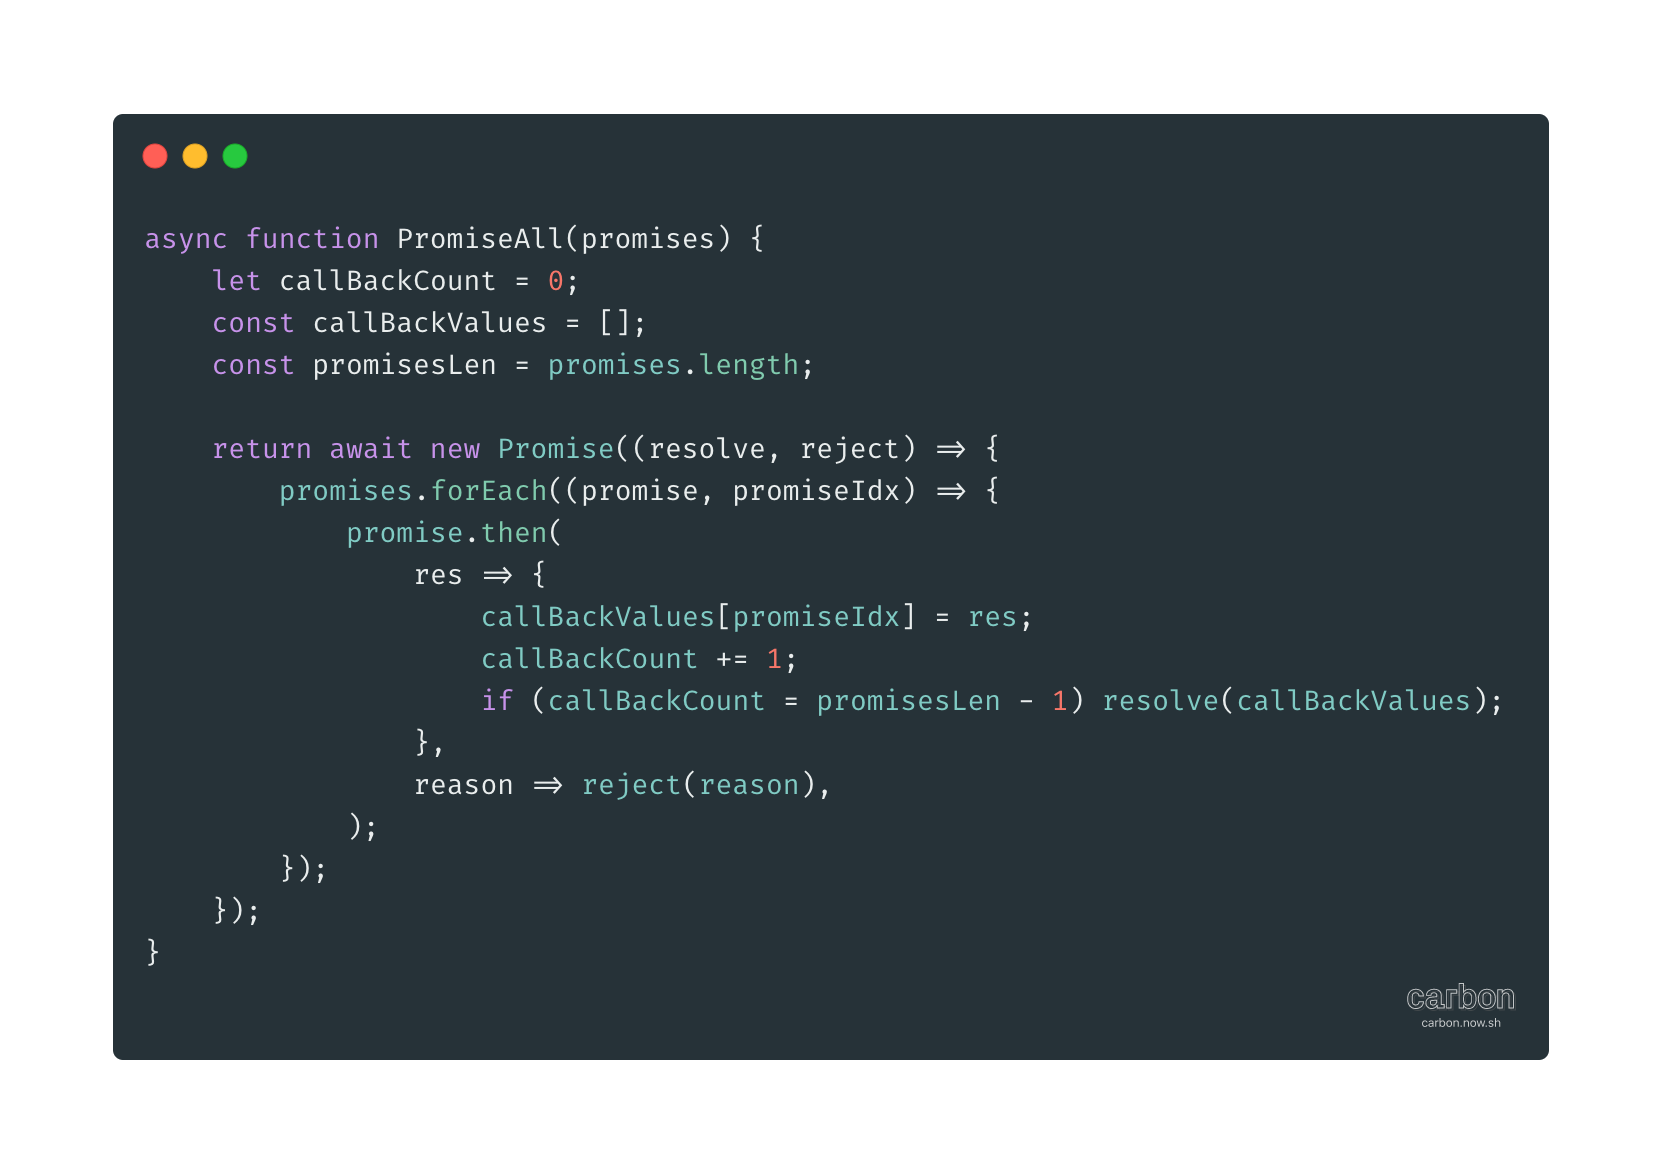 async function PromiseAll(promises) {
    let callBackCount = 0;
    const callBackValues = [];
    const promisesLen = promises.length;

    return await new Promise((resolve, reject) => {
        promises.forEach((promise, promiseIdx) => {
            promise.then(
                res => {
                    callBackValues[promiseIdx] = res;
                    callBackCount += 1;
                    if (callBackCount = promisesLen - 1) resolve(callBackValues);
                },
                reason => reject(reason),
            );
        });
    });
}
carbon
carbon.now.sh